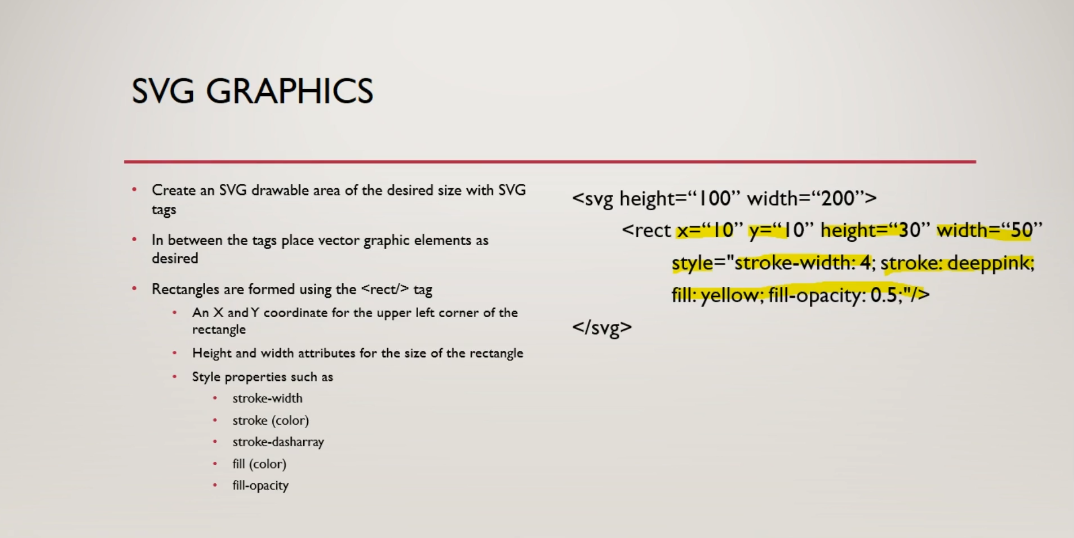 SVG GRAPHICS
• Create an SVG drawable area of the desired size with SVG
tags
• In between the tags place vector graphic elements as
desired
• Rectangles are formed using the <rect/> tag
• An X and Y coordinate for the upper left corner of the
rectangle
• Height and width attributes for the size of the rectangle
• Style properties such as
• stroke-width
• stroke (color)
• stroke-dasharray
• fill (color)
• fill-opacity
<svg height=“100” width=“200”>
<rect x=“10” y=“10” height=“30” width=“50”
style="stroke-width: 4; stroke: deeppink;
fill: yellow; fill-opacity: 0.5;"/>
</svg>